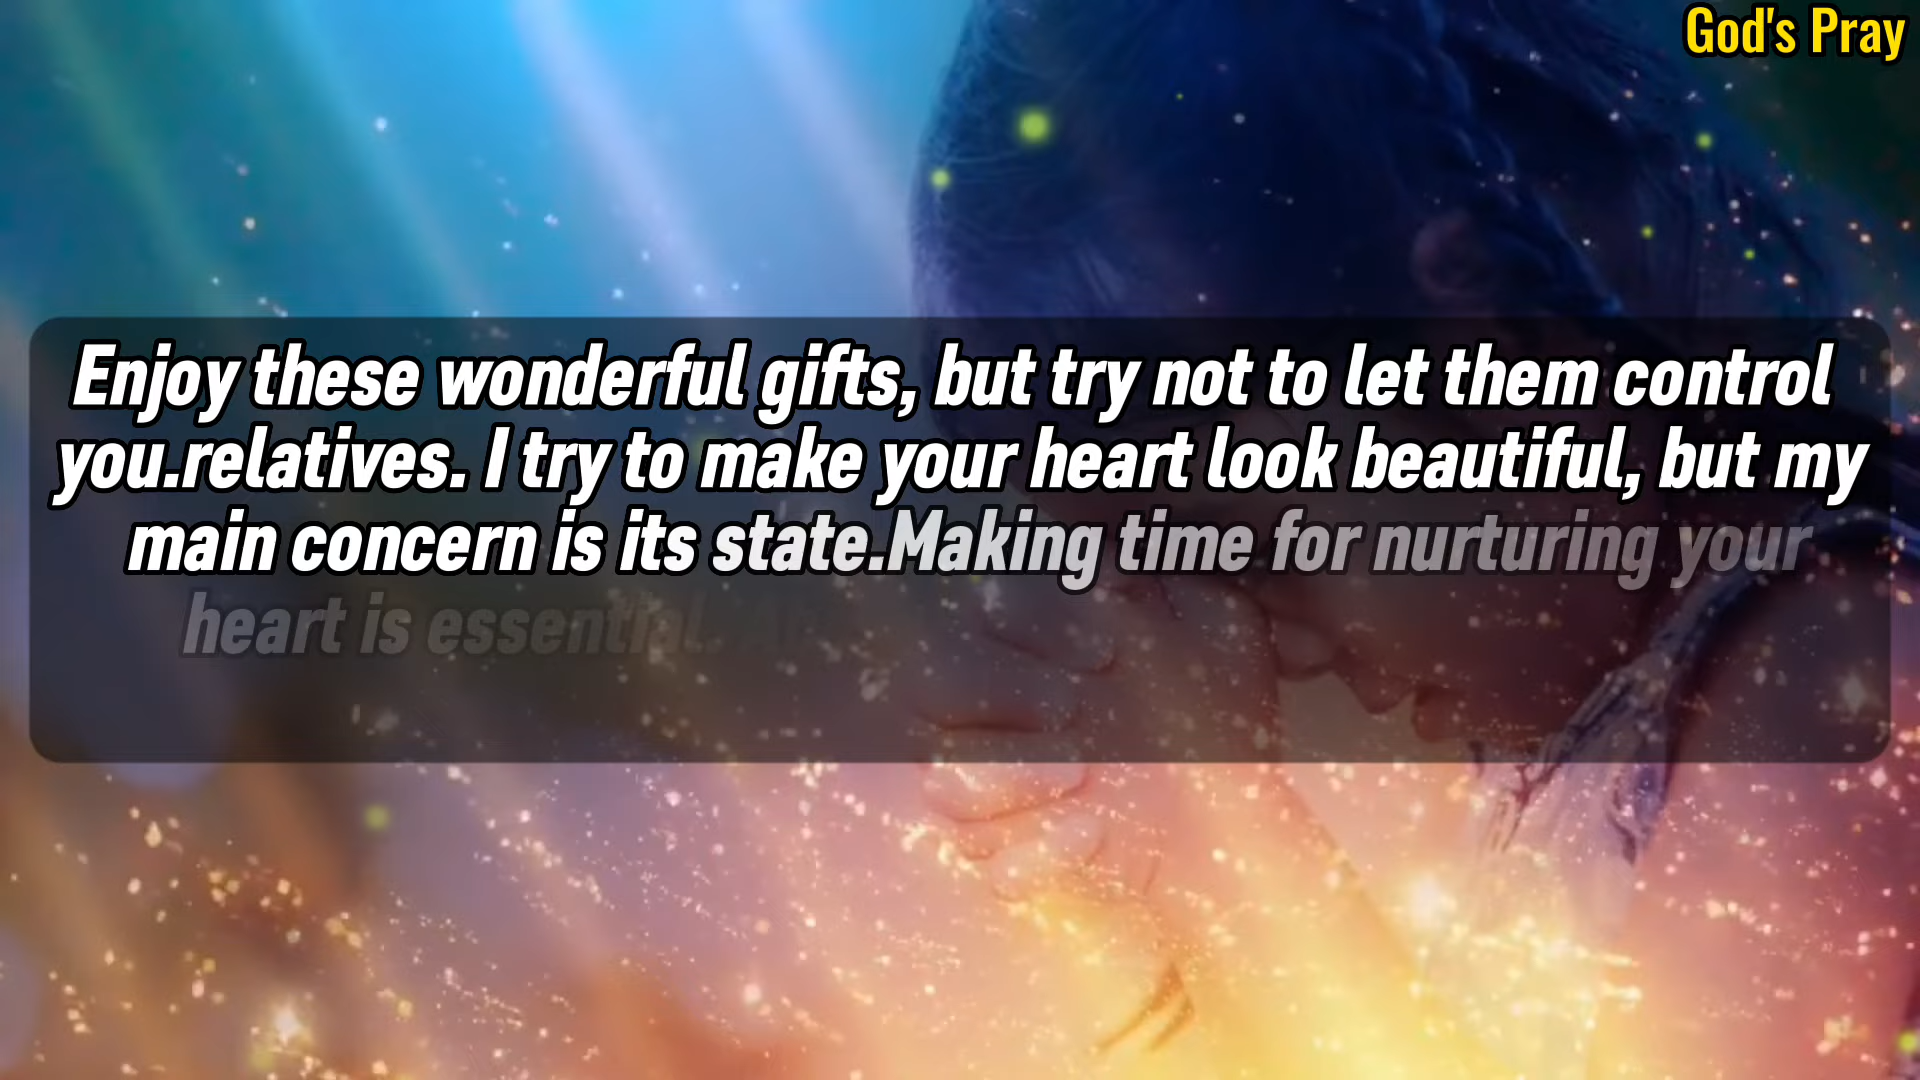 God's Pray
Enjoy these wonderful gifts, but try not to let them control
you.relatives. I try to make your heart look beautiful, but my
main concern is its state.Making time for nurturing your
heart is essential.